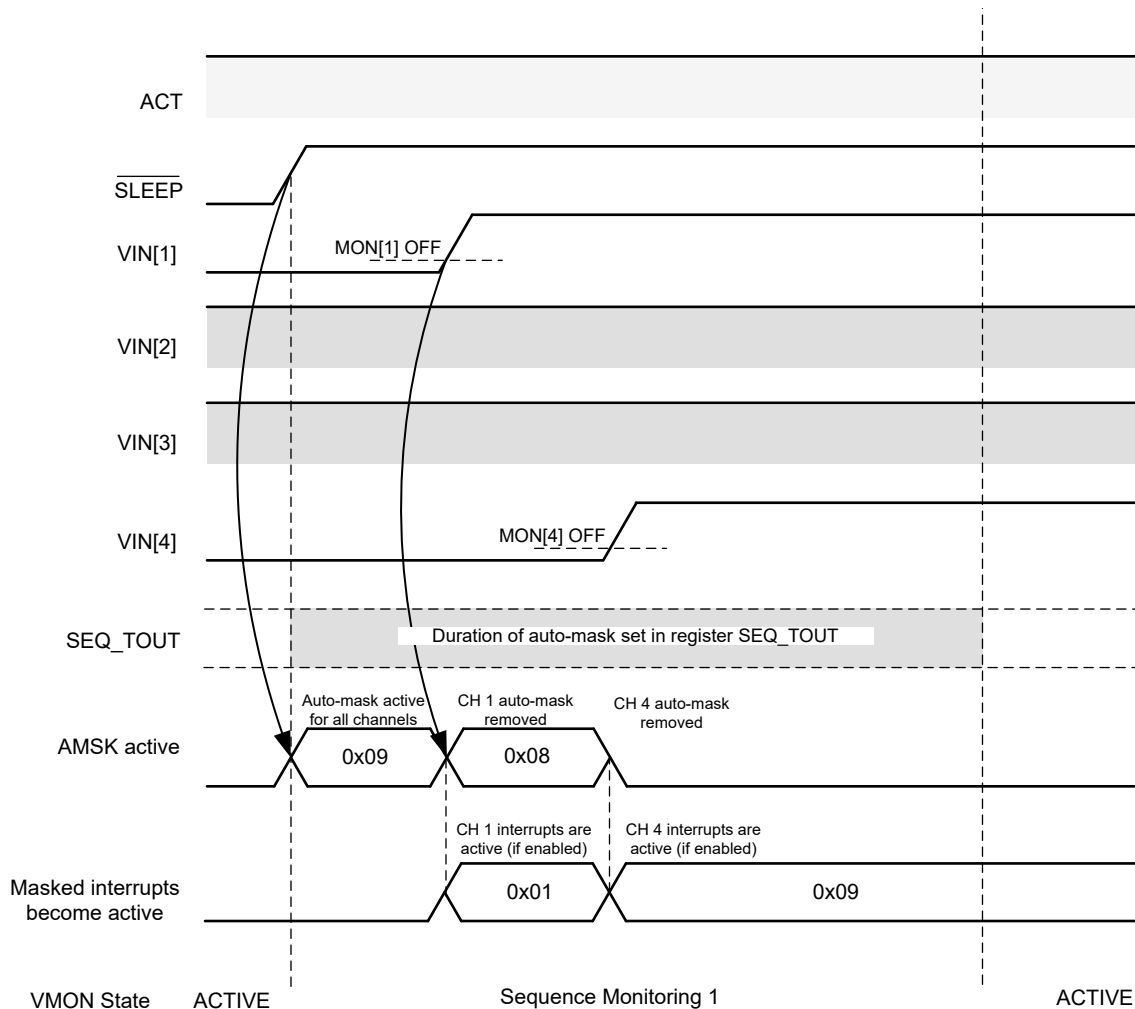 ACT
SLEEP
VIN[1]
MON[1] OFF
VIN[2]
VIN[3]
VIN[4]
MON[4] OFF
SEQ_TOUT
Duration of auto-mask set in register SEQ_TOUT
AMSK active
Auto-mask active
for all channels
CH 1 auto-mask
removed
CH 4 auto-mask
removed
0x09
0x08
Masked interrupts
become active
CH 1 interrupts are
active (if enabled)
CH 4 interrupts are
active (if enabled)
0x01
0x09
VMON State
ACTIVE
Sequence Monitoring 1
ACTIVE